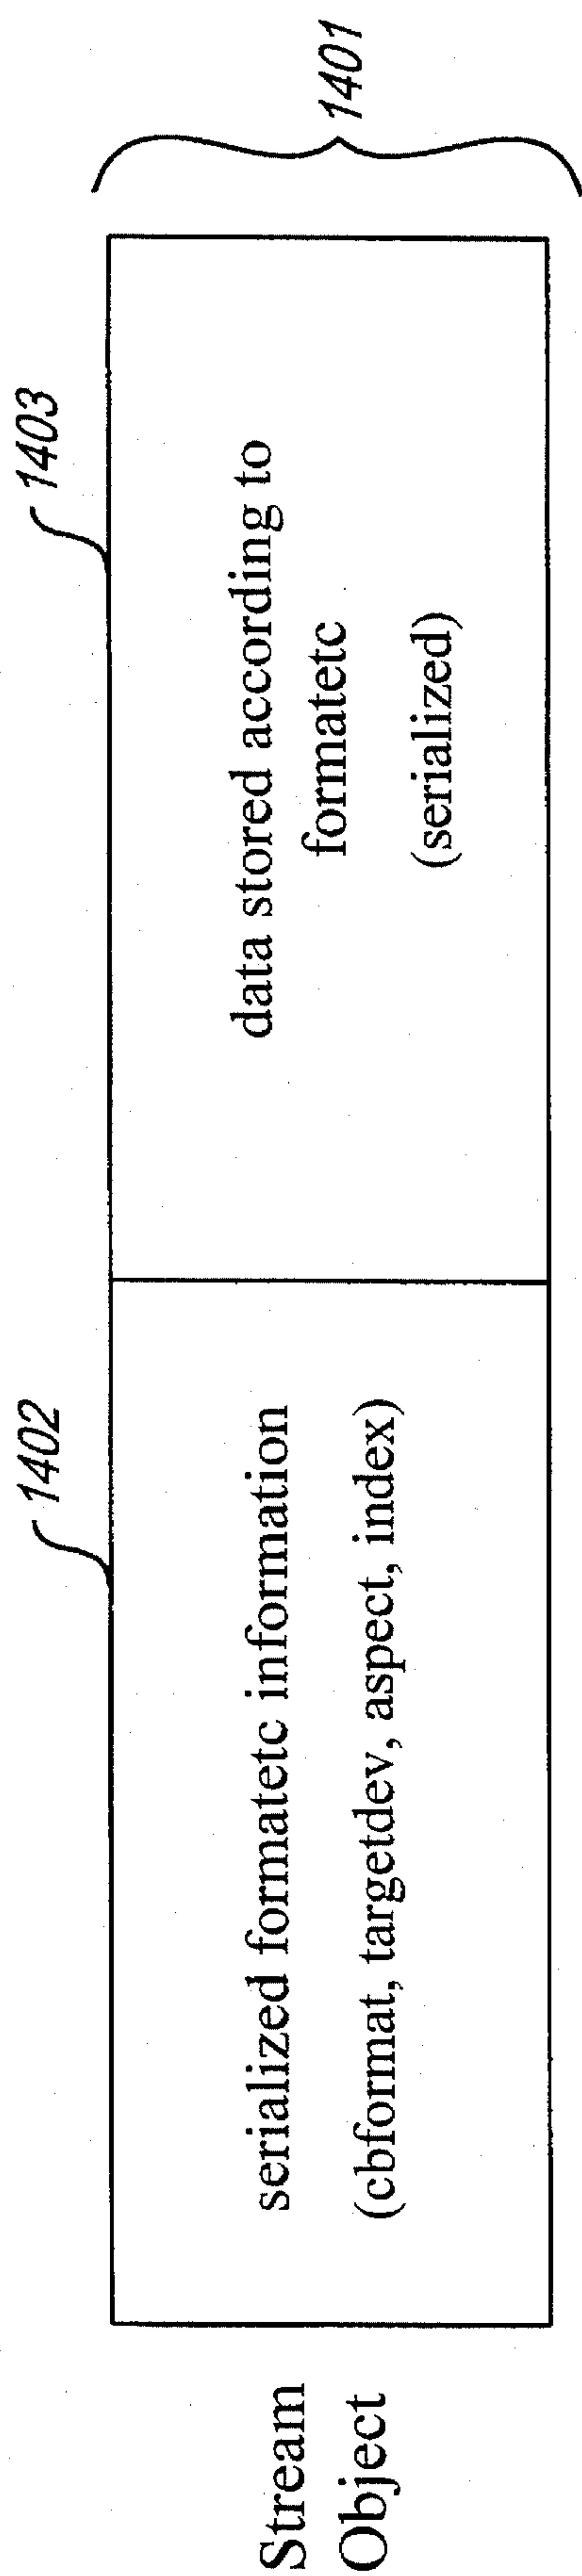 1402
1403
1401
Stream
Object
serialized formatetc information
(cbformat, targetdev, aspect, index)
data stored according to
formatetc
(serialized)